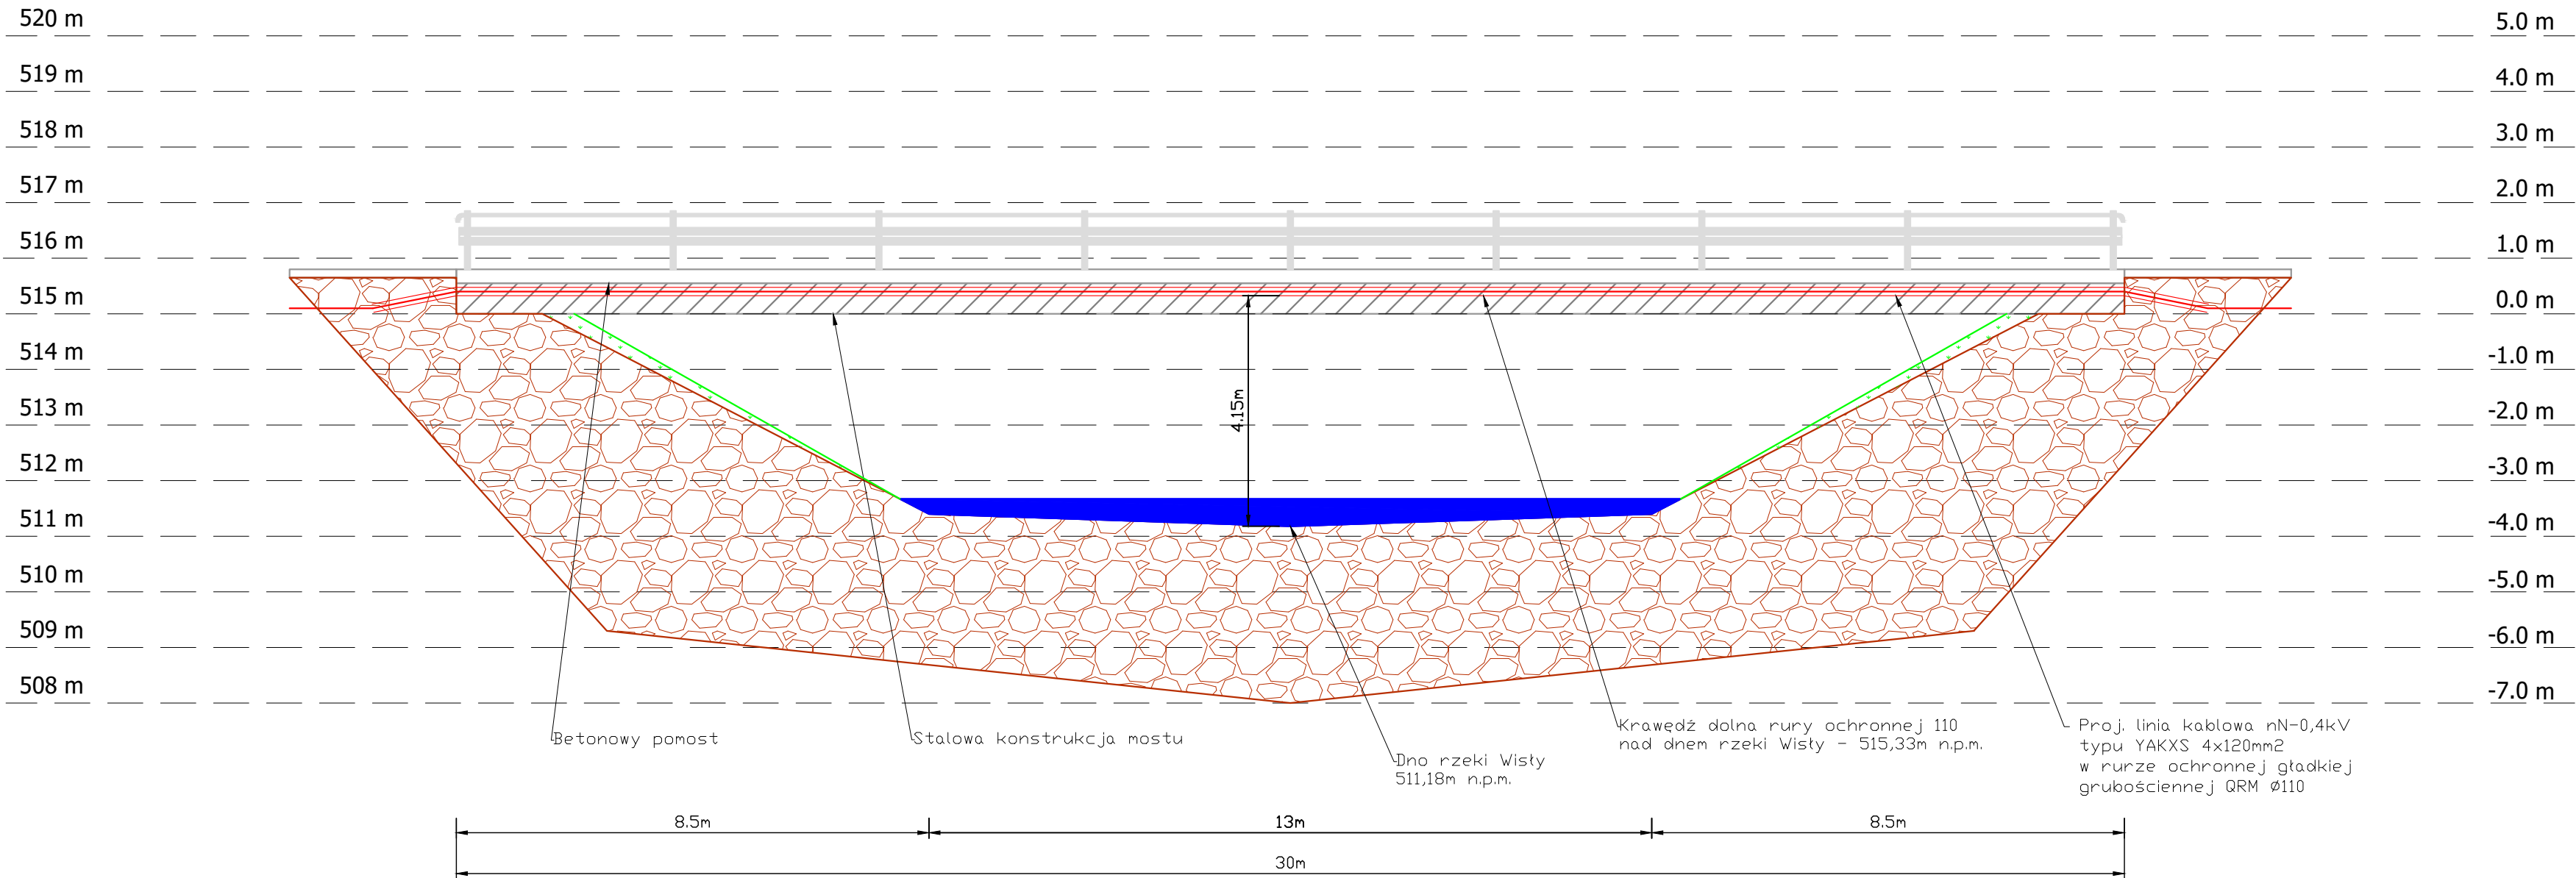 520 m
5.0 m
519 m
4.0 m
518 m
3.0 m
517 m
2.0 m
516 m
1.0 m
515 m
0.0 m
514 m
-1.0 m
513 m
-2.0 m
4.15m
512 m
-3.0 m
511 m
-4.0 m
510 m
-5.0 m
509 m
-6.0 m
508 m
-7.0 m
Betonowy pomost
Stalowa konstrukcja mostu
Dno rzeki Wisły
511,18m n.p.m.
Krawędź dolna rury ochronnej 110
nad dnem rzeki Wisły - 515,33m n.p.m.
Proj. linia kablowa nN-0,4kV
typu YAKXS 4x120mm2
w rurze ochronnej gładkiej
grubościennej QRM Ø110
8.5m
13m
8.5m
30m